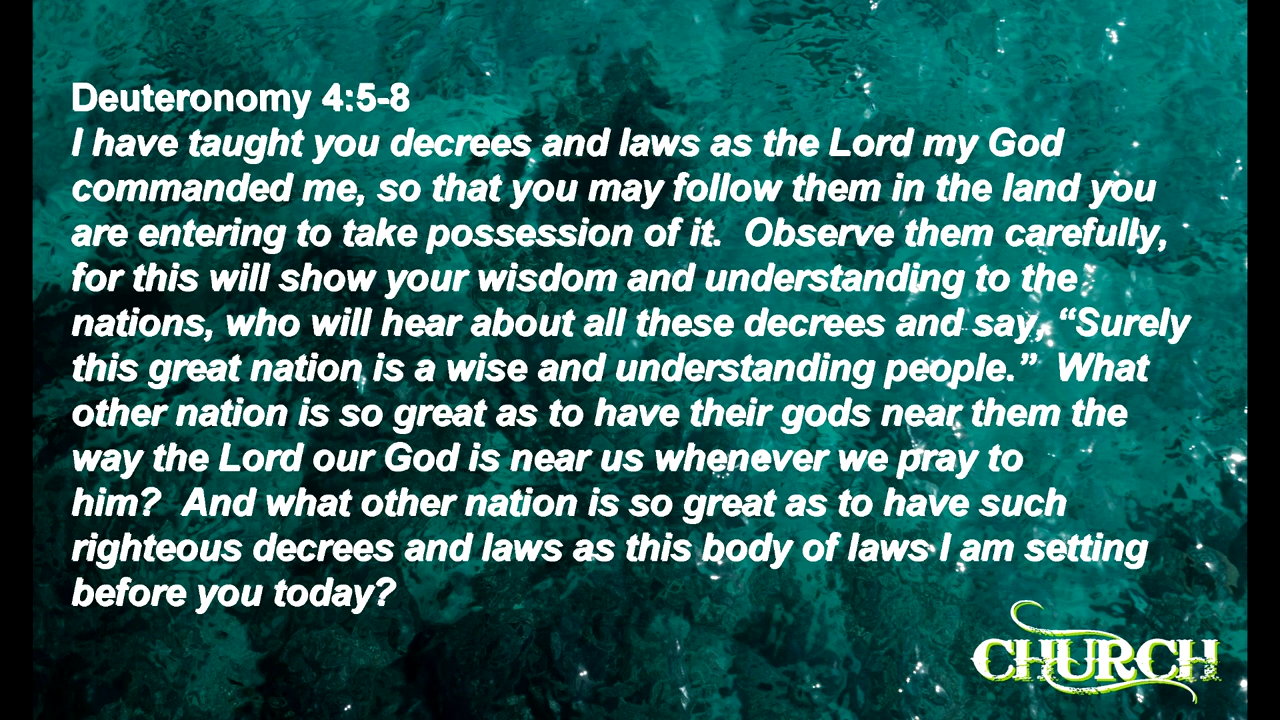 Deuteronomy 4:5-8
I have taught you decrees and laws as the Lord my God
commanded me, so that you may follow them in the land you
are entering to take possession of it.  Observe them carefully,
for this will show your wisdom and understanding to the
nations, who will hear about all these decrees and say, “Surely
this great nation is a wise and understanding people.”  What
other nation is so great as to have their gods near them the
way the Lord our God is near us whenever we pray to
him?  And what other nation is so great as to have such
righteous decrees and laws as this body of laws I am setting
before you today?
CHURCH